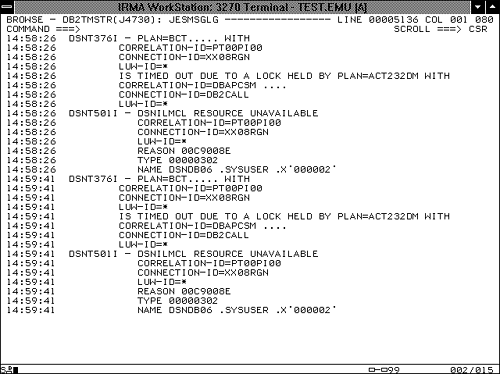 IRMA WorkStation: 3270 Terminal - TEST.EMU [A]
BROWSE - DB2TMSTR(J4730): JESMSGLG ----------------- LINE 00005136 COL 001 080
COMMAND ===> SCROLL ===> CSR
14:58:26 DSNT376I - PLAN=BCT..... WITH
14:58:26 CORRELATION-ID=PT00PI00
14:58:26 CONNECTION-ID=XX08RGN
14:58:26 LUW-ID=*
14:58:26 IS TIMED OUT DUE TO A LOCK HELD BY PLAN=ACT232DM WITH
14:58:26 CORRELATION-ID=DBAPCSM ....
14:58:26 CONNECTION-ID=DB2CALL
14:58:26 LUW-ID=*
14:58:26 DSNT501I - DSNILMCL RESOURCE UNAVAILABLE
14:58:26 CORRELATION-ID=PT00PI00
14:58:26 CONNECTION-ID=XX08RGN
14:58:26 LUW-ID=*
14:58:26 REASON 00C9008E
14:58:26 TYPE 00000302
14:58:26 NAME DSNDB06 .SYSUSER .X'000002'
14:59:41 DSNT376I - PLAN=BCT..... WITH
14:59:41 CORRELATION-ID=PT00PI00
14:59:41 CONNECTION-ID=XX08RGN
14:59:41 LUW-ID=*
14:59:41 IS TIMED OUT DUE TO A LOCK HELD BY PLAN=ACT232DM WITH
14:59:41 CORRELATION-ID=DBAPCSM ....
14:59:41 CONNECTION-ID=DB2CALL
14:59:41 LUW-ID=*
14:59:41 DSNT501I - DSNILMCL RESOURCE UNAVAILABLE
14:59:41 CORRELATION-ID=PT00PI00
14:59:41 CONNECTION-ID=XX08RGN
14:59:41 LUW-ID=*
14:59:41 REASON 00C9008E
14:59:41 TYPE 00000302
14:59:41 NAME DSNDB06 .SYSUSER .X'000002'
99 002/015